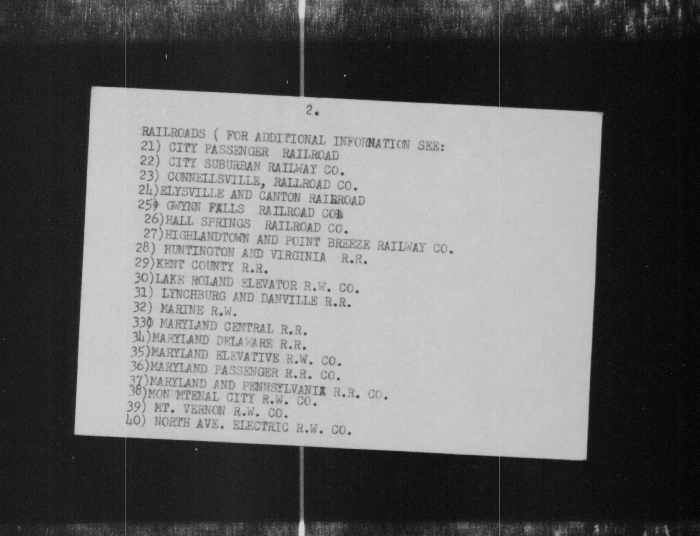 2.
RAILROADS ( FOR ADDITIONAL INFORMATION SEE:
21) CITY PASSENGER RAILROAD
22) CITY SUBURBAN RAILWAY CO.
23) CONNELLSVILLE, RALLROAD CO.
24)ELYSVILLE AND CANTON RAILROAD
25) GWYNN FALLS RAILROAD CO.
26)HALL SPRINGS RAILROAD CO.
27)HIGHLANDTOWN AND POINT BREEZE RAILWAY CO.
28) HUNTINGTON AND VIRGINIA R.R.
29)KENT COUNTY R.R.
30)LAKE ROLAND ELEVATOR R.W. CO.
31) LYNCHBURG AND DANVILLE R.R.
32) MARINE R.W.
33) MARYLAND CENTRAL R.R.
34)MARYLAND DELAWARE R.R.
35)MARYLAND ELEVATIVE R.W. CO.
36)MARYLAND PASSENGER R.R. CO.
37)MARYLAND AND PENNSYLVANIA R.R. CO.
38)MON MTENAL CITY R.W. CO.
39) MT. VERNON R.W. CO.
40) NORTH AVE. ELECTRIC R.W. CO.